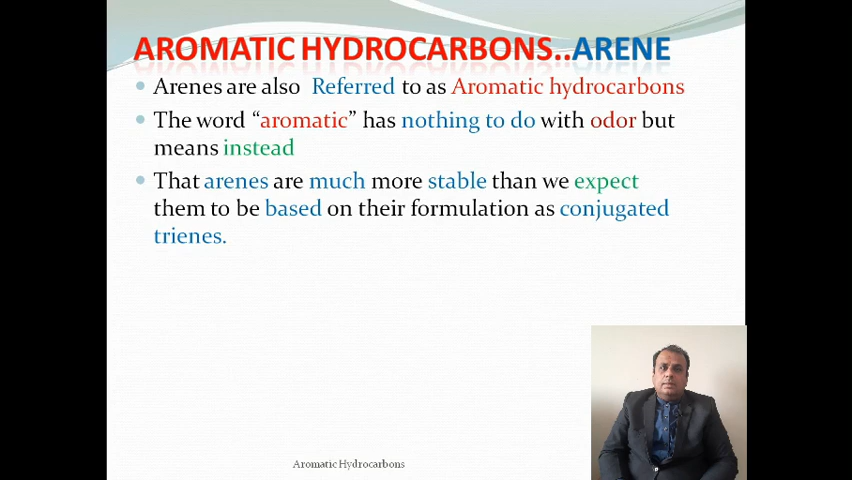 AROMATIC HYDROCARBONS..ARENE
Arenes are also Referred to as Aromatic hydrocarbons
The word “aromatic” has nothing to do with odor but
means instead
That arenes are much more stable than we expect
them to be based on their formulation as conjugated
trienes.
Aromatic Hydrocarbons